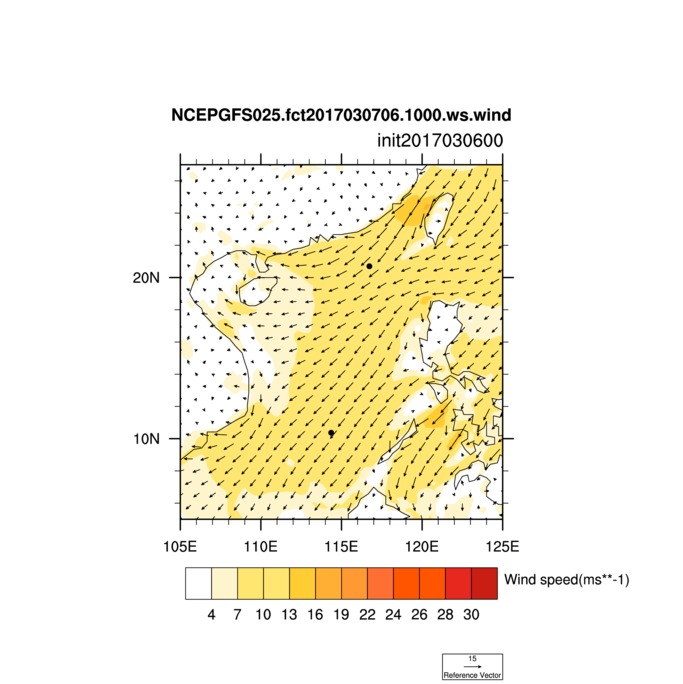 NCEPGFS025.fct2017030706.1000.ws.wind
init2017030600
20N
10N
105E 110E 115E 120E 125E
Wind speed(ms**-1)
4 7 10 13 16 19 22 24 26 28 30
15
Reference Vector